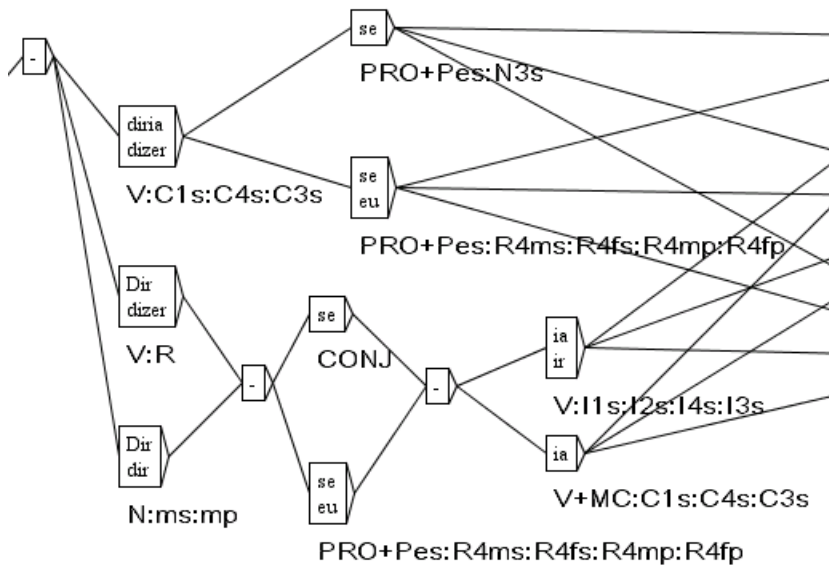 -
se
PRO+Pes:N3s
diria
dizer
V:C1s:C4s:C3s
se
eu
PRO+Pes:R4ms:R4fs:R4mp:R4fp
Dir
dizer
V:R
-
se
CONJ
-
ia
ir
V:I1s:I2s:I4s:I3s
Dir
dir
N:ms:mp
se
eu
PRO+Pes:R4ms:R4fs:R4mp:R4fp
ia
V+MC:C1s:C4s:C3s